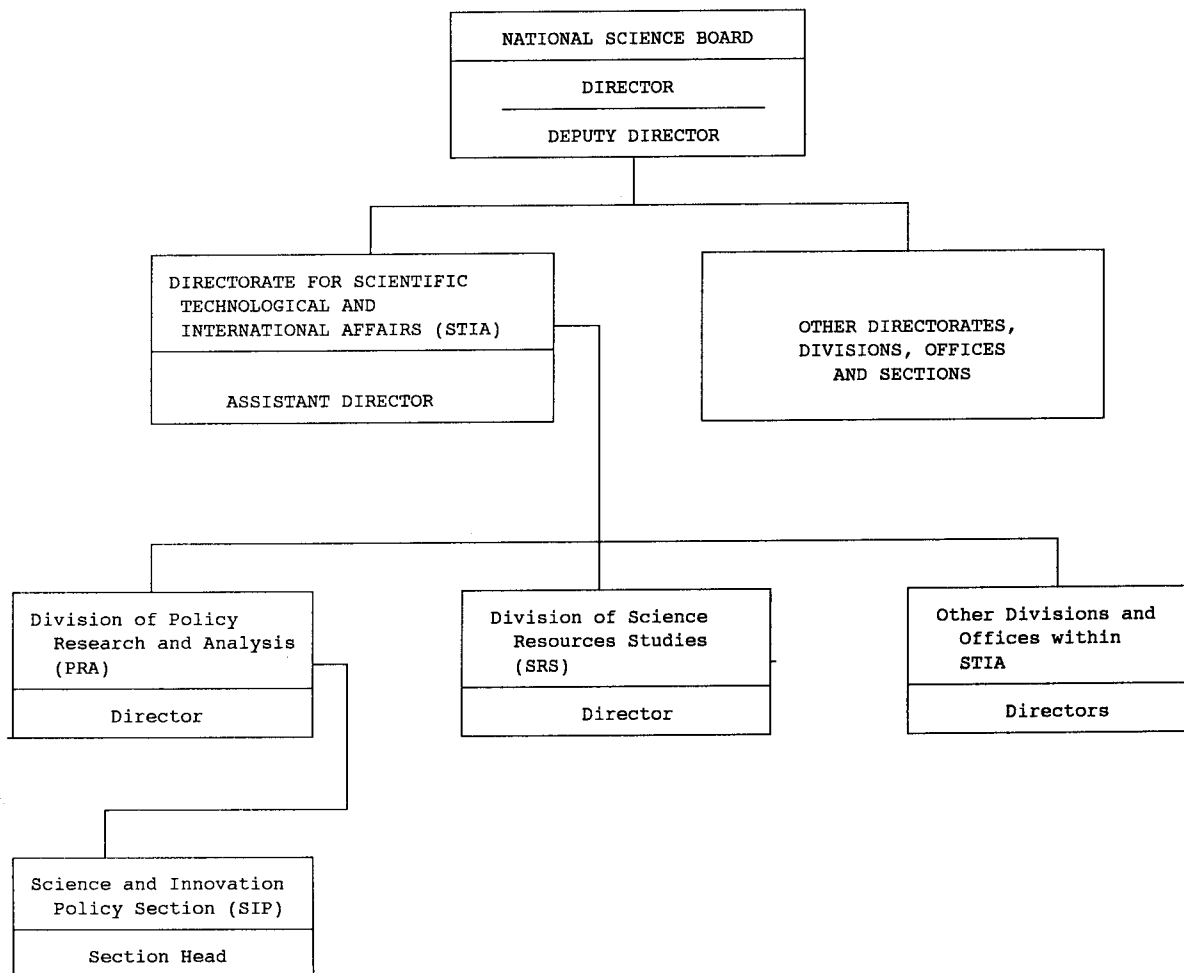 NATIONAL SCIENCE BOARD
DIRECTOR
DEPUTY DIRECTOR
DIRECTORATE FOR SCIENTIFIC
TECHNOLOGICAL AND
INTERNATIONAL AFFAIRS (STIA)
ASSISTANT DIRECTOR
OTHER DIRECTORATES,
DIVISIONS, OFFICES
AND SECTIONS
Division of Policy
Research and Analysis
(PRA)
Director
Division of Science
Resources Studies
(SRS)
Director
Other Divisions and
Offices within
STIA
Directors
Science and Innovation
Policy Section (SIP)
Section Head